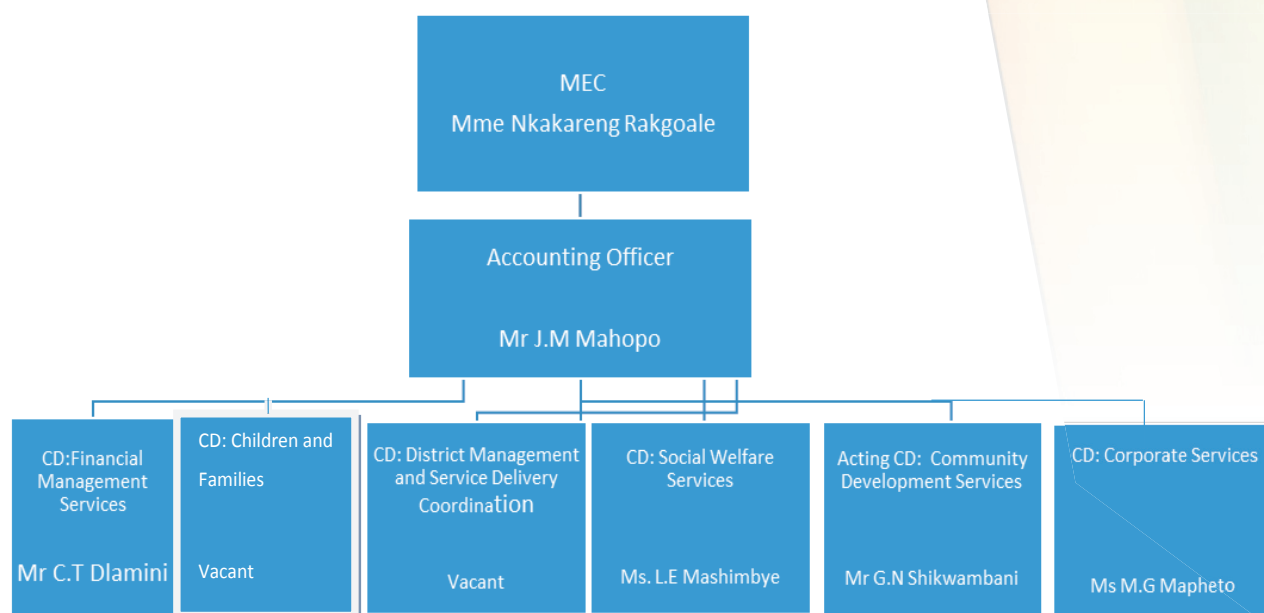 MEC
Mme Nkakareng Rakgoale
Accounting Officer
Mr J.M Mahopo
CD:Financial
Management
Services
Mr C.T Dlamini
CD: Children and
Families
Vacant
CD: District Management
and Service Delivery
Coordination
Vacant
CD: Social Welfare
Services
Ms. L.E Mashimbye
Acting CD: Community
Development Services
Mr G.N Shikwambani
CD: Corporate Services
Ms M.G Mapheto